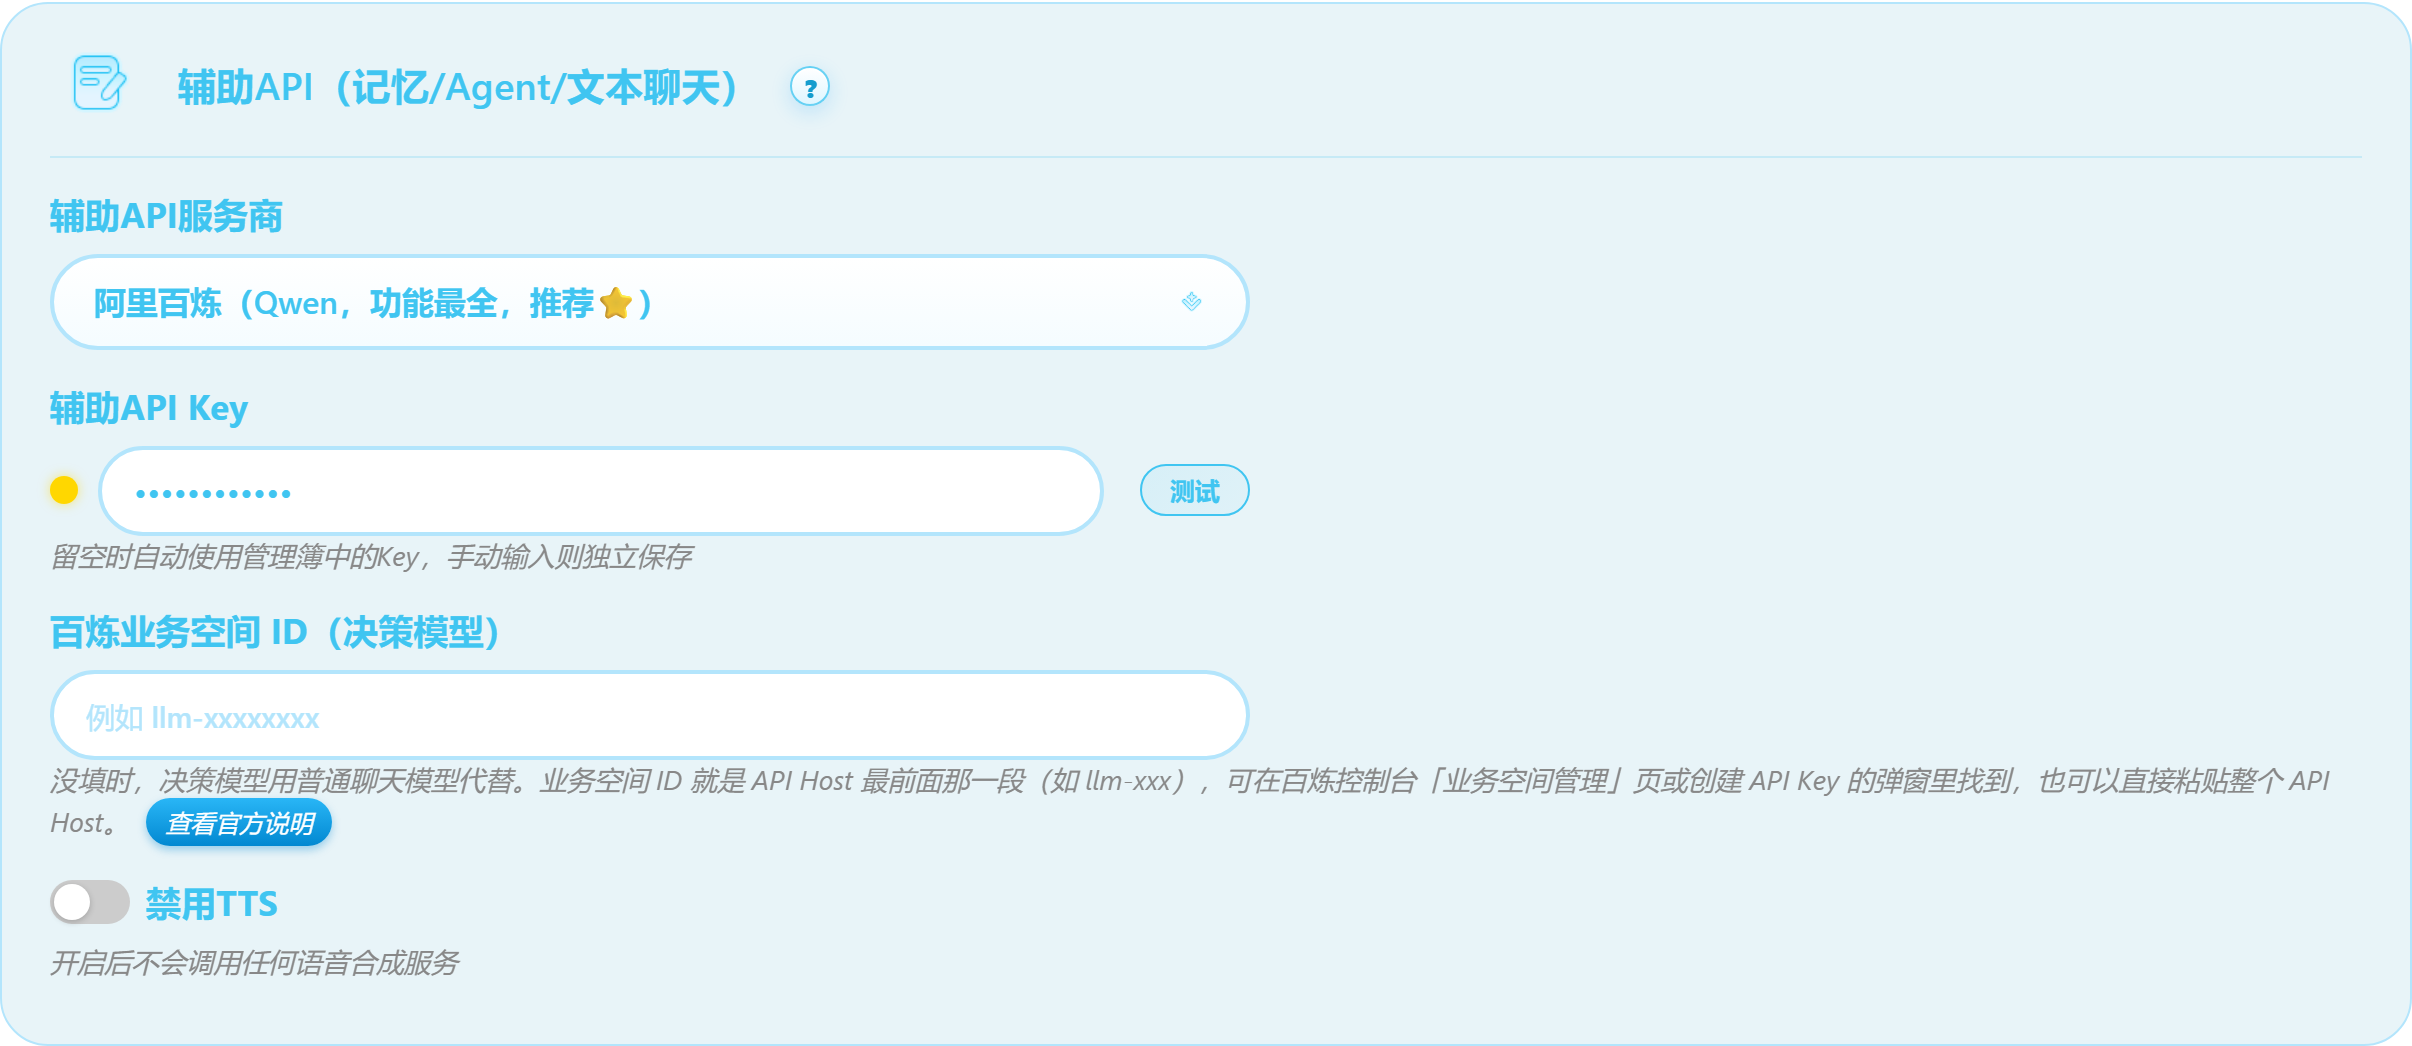 辅助API（记忆/Agent/文本聊天） ?
辅助API服务商
阿里百炼（Qwen，功能最全，推荐⭐）
辅助API Key
•••••••••••• 测试
留空时自动使用管理簿中的Key，手动输入则独立保存
百炼业务空间 ID（决策模型）
例如 llm-xxxxxxxx
没填时，决策模型用普通聊天模型代替。业务空间 ID 就是 API Host 最前面那一段（如 llm-xxx），可在百炼控制台「业务空间管理」页或创建 API Key 的弹窗里找到，也可以直接粘贴整个 API
Host。 查看官方说明
禁用TTS
开启后不会调用任何语音合成服务